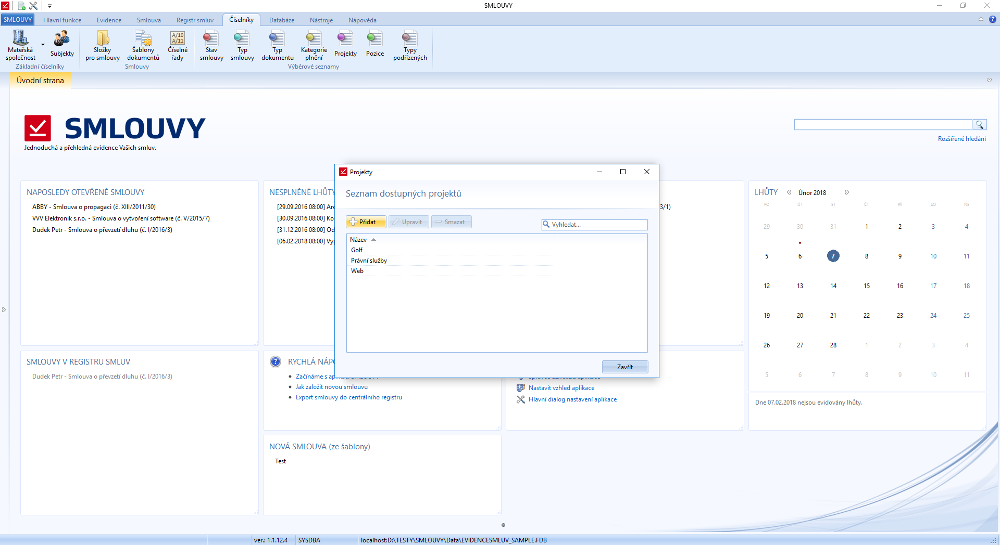 SMLOUVY
SMLOUVY
Hlavní funkce
Evidence
Smlouva
Registr smluv
Číselníky
Databáze
Nástroje
Nápověda
Mateřská
společnost
Subjekty
Základní číselníky
Složky
pro smlouvy
Šablony
dokumentů
A/10
A/11
Číselné
řady
Smlouvy
Stav
smlouvy
Typ
smlouvy
Typ
dokumentu
Kategorie
plnění
Projekty
Pozice
Typy
podřízených
Výběrové seznamy
Úvodní strana
SMLOUVY
Jednoduchá a přehledná evidence Vašich smluv.
Rozšířené hledání
NAPOSLEDY OTEVŘENÉ SMLOUVY
ABBY - Smlouva o propagaci (č. XIII/2011/30)
VVV Elektronik s.r.o. - Smlouva o vytvoření software (č. V/2015/7)
Dudek Petr - Smlouva o převzetí dluhu (č. I/2016/3)
NESPLNĚNÉ LHŮTY
[29.09.2016 08:00]
[30.09.2016 08:00]
[31.12.2016 08:00]
[06.02.2018 08:00]
3/1)
Projekty
Seznam dostupných projektů
Přidat
Upravit
Smazat
Vyhledat...
Název
Golf
Právní služby
Web
Zavřít
LHŮTY
Únor 2018
PO ÚT ST ČT PÁ SO NE
29 30 31 1 2 3 4
5 6 7 8 9 10 11
12 13 14 15 16 17 18
19 20 21 22 23 24 25
26 27 28 1 2 3 4
5 6 7 8 9 10 11
Dne 07.02.2018 nejsou evidovány lhůty.
SMLOUVY V REGISTRU SMLUV
Dudek Petr - Smlouva o převzetí dluhu (č. I/2016/3)
RYCHLÁ
Začínáme s
Jak založit novou smlouvu
Export smlouvy do centrálního registru
Nastavit vzhled aplikace
Hlavní dialog nastavení aplikace
NOVÁ SMLOUVA (ze šablony)
Test
ver.: 1.1.12.4
SYSDBA
localhost:D:\TESTY\SMLOUVY\Data\EVIDENCESMLUV_SAMPLE.FDB